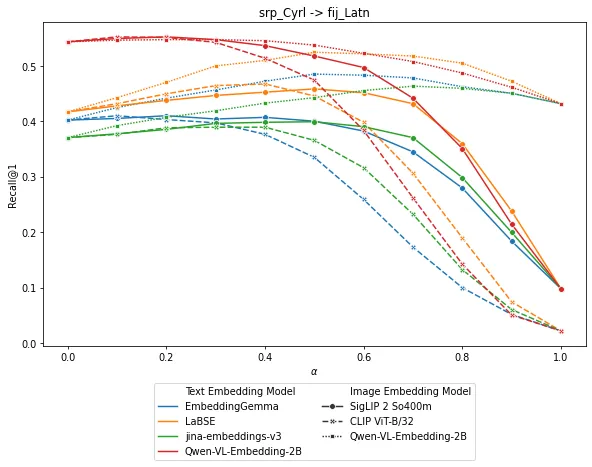 srp_Cyrl -> fij_Latn
Recall@1
0.5
0.4
0.3
0.2
0.1
0.0
0.0 0.2 0.4 0.6 0.8 1.0
α
Text Embedding Model
EmbeddingGemma
LaBSE
jina-embeddings-v3
Qwen-VL-Embedding-2B
Image Embedding Model
SigLIP 2 So400m
CLIP ViT-B/32
Qwen-VL-Embedding-2B